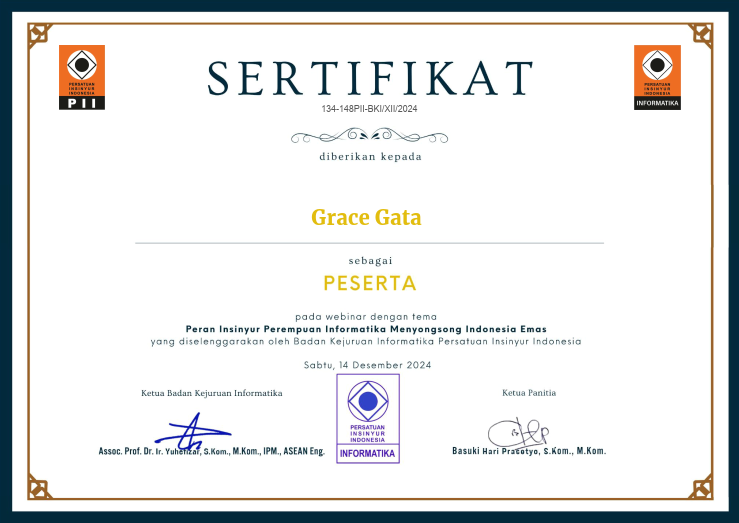 PERSATUAN
INSINYUR
INDONESIA
PII
PERSATUAN
INSINYUR
INDONESIA
INFORMATIKA
SERTIFIKAT
134-148PII-BKI/XII/2024
diberikan kepada
Grace Gata
sebagai
PESERTA
pada webinar dengan tema
Peran Insinyur Perempuan Informatika Menyongsong Indonesia Emas
yang diselenggarakan oleh Badan Kejuruan Informatika Persatuan Insinyur Indonesia
Sabtu, 14 Desember 2024
Ketua Badan Kejuruan Informatika
Assoc. Prof. Dr. Ir. Yuhefizar, S.Kom., M.Kom., IPM., ASEAN Eng.
PERSATUAN
INSINYUR
INDONESIA
INFORMATIKA
Ketua Panitia
Basuki Hari Prasetyo, S.Kom., M.Kom.